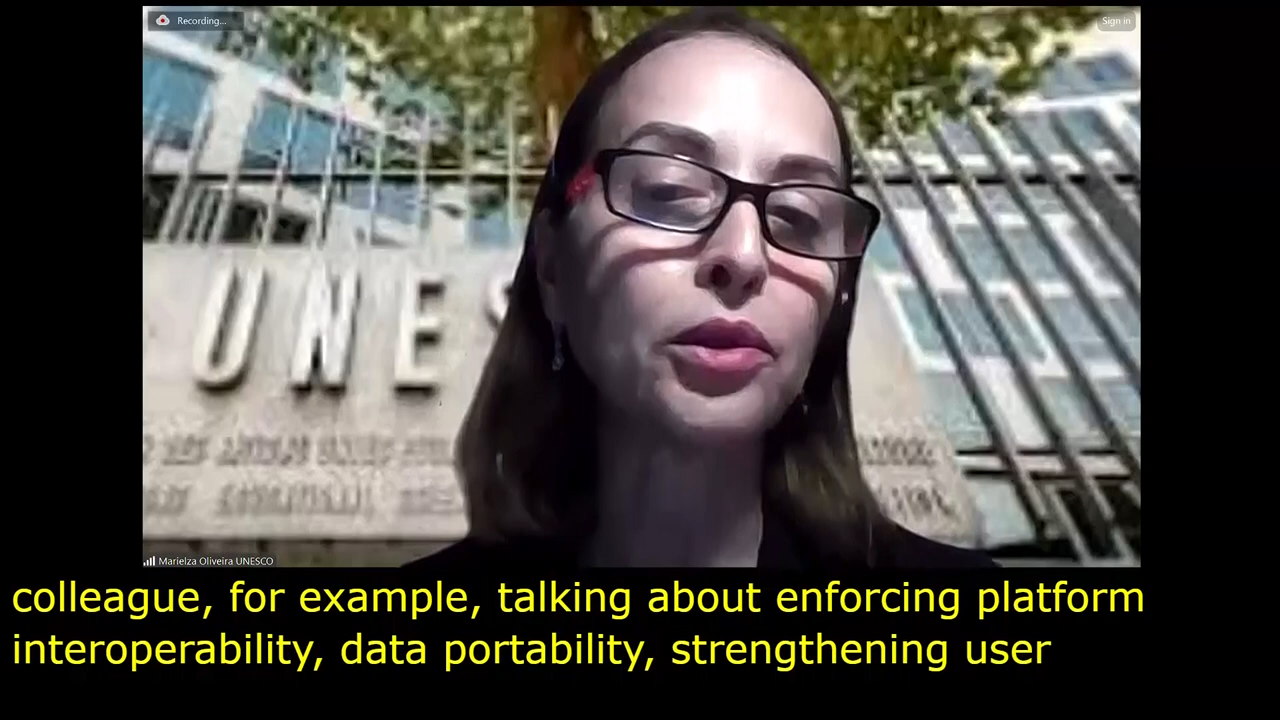 Recording...
Sign in
UNES
Marielza Oliveira UNESCO
colleague, for example, talking about enforcing platform
interoperability, data portability, strengthening user